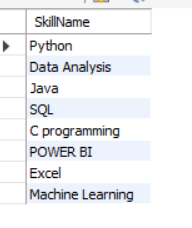 SkillName
Python
Data Analysis
Java
SQL
C programming
POWER BI
Excel
Machine Learning